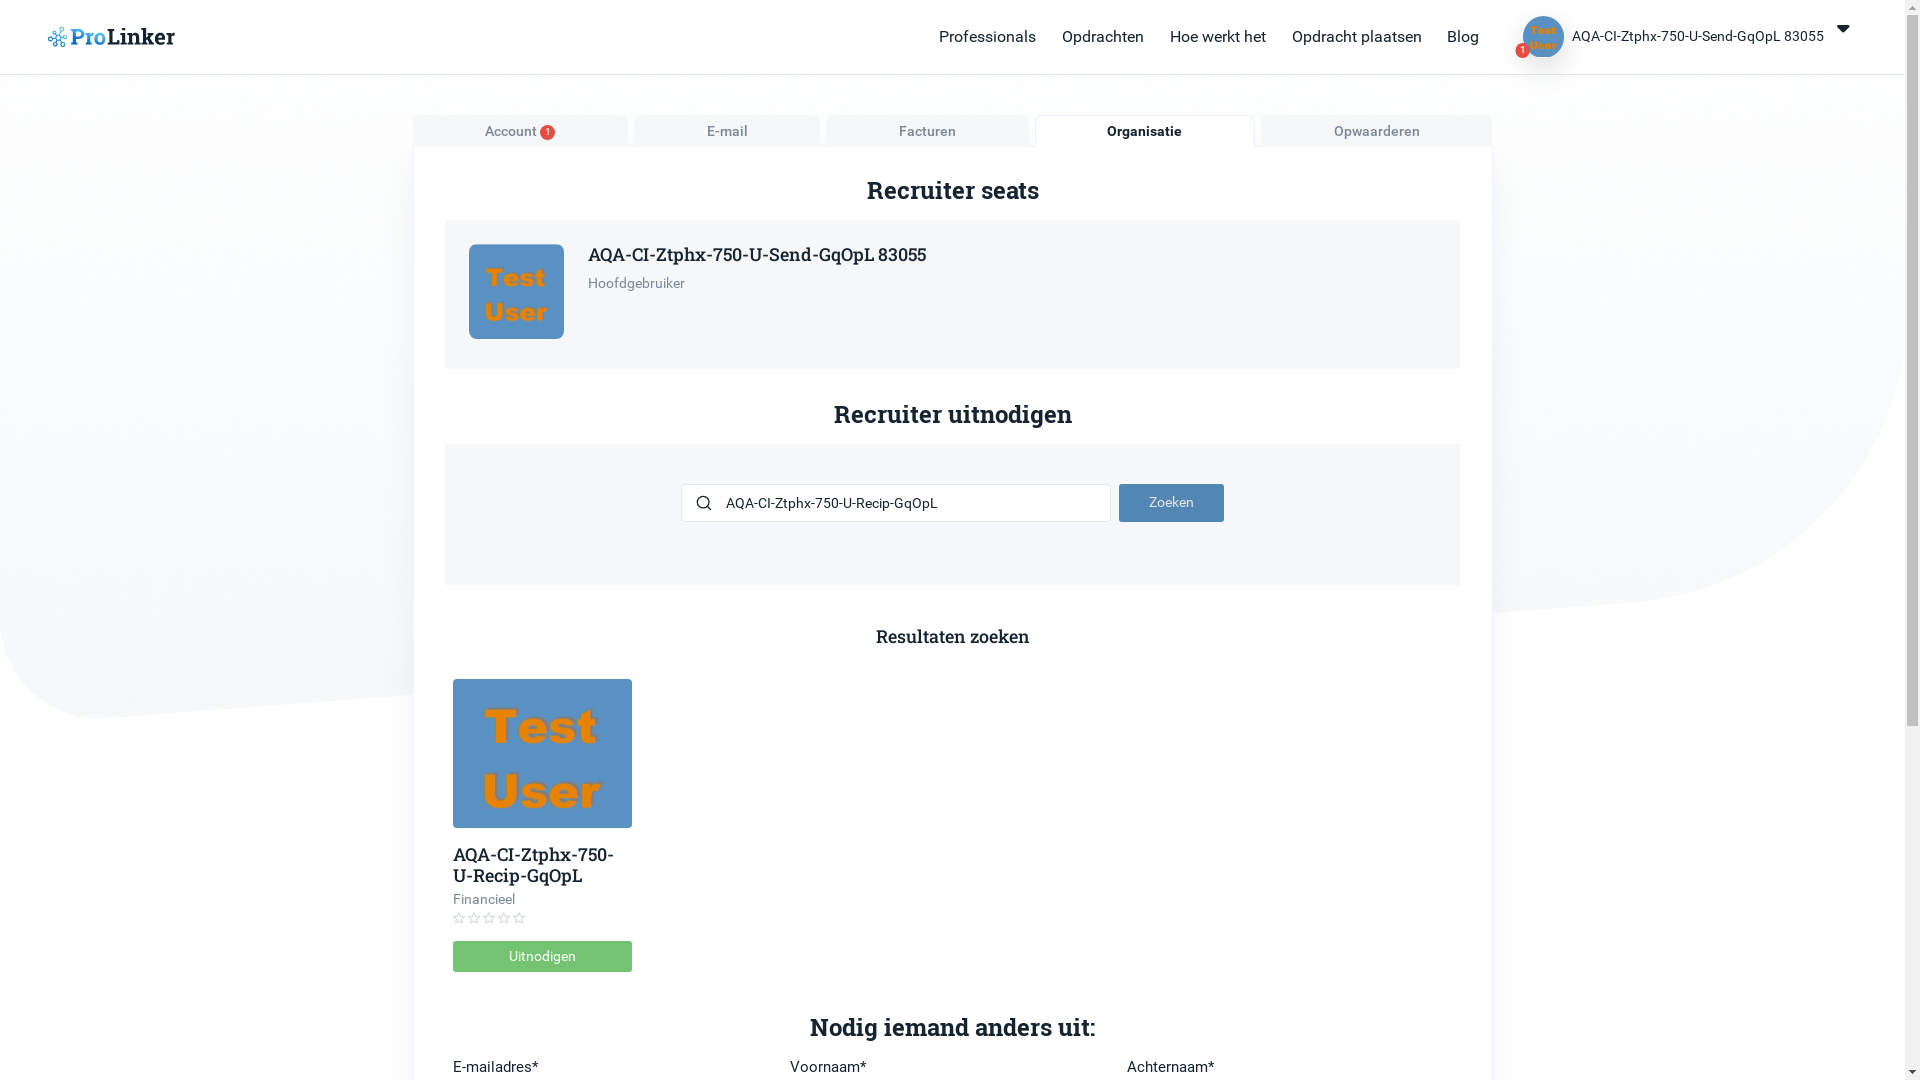 ProLinker
Professionals
Opdrachten
Hoe werkt het
Opdracht plaatsen
Blog
Test
User
1
AQA-CI-Ztphx-750-U-Send-GqOpL 83055
Account 1
E-mail
Facturen
Organisatie
Opwaarderen
Recruiter seats
Test
User
AQA-CI-Ztphx-750-U-Send-GqOpL 83055
Hoofdgebruiker
Recruiter uitnodigen
AQA-CI-Ztphx-750-U-Recip-GqOpL
Zoeken
Resultaten zoeken
Test
User
AQA-CI-Ztphx-750-
U-Recip-GqOpL
Financieel
Uitnodigen
Nodig iemand anders uit:
E-mailadres*
Voornaam*
Achternaam*